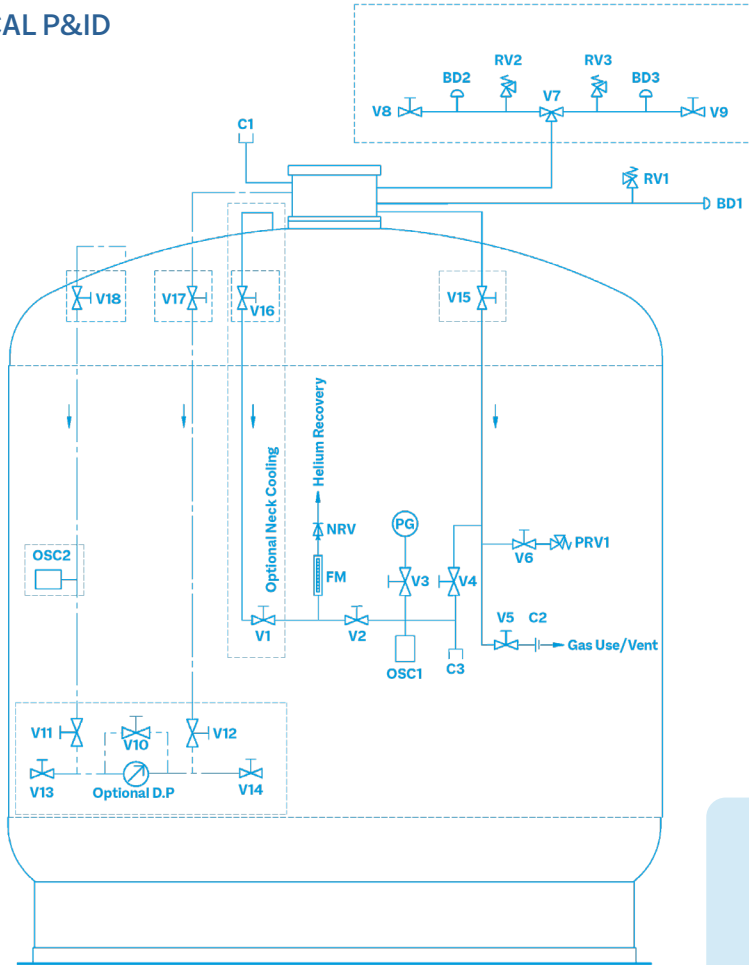 CAL P&ID
RV2
RV3
BD2
BD3
V7
V8
V9
C1
RV1
BD1
V18
V17
V16
V15
Optional Neck Cooling
Helium Recovery
NRV
PG
OSC2
FM
V3
V4
V6
PRV1
V1
V2
V5
C2
Gas Use/Vent
OSC1
C3
V11
V10
V12
V13
Optional D.P
V14